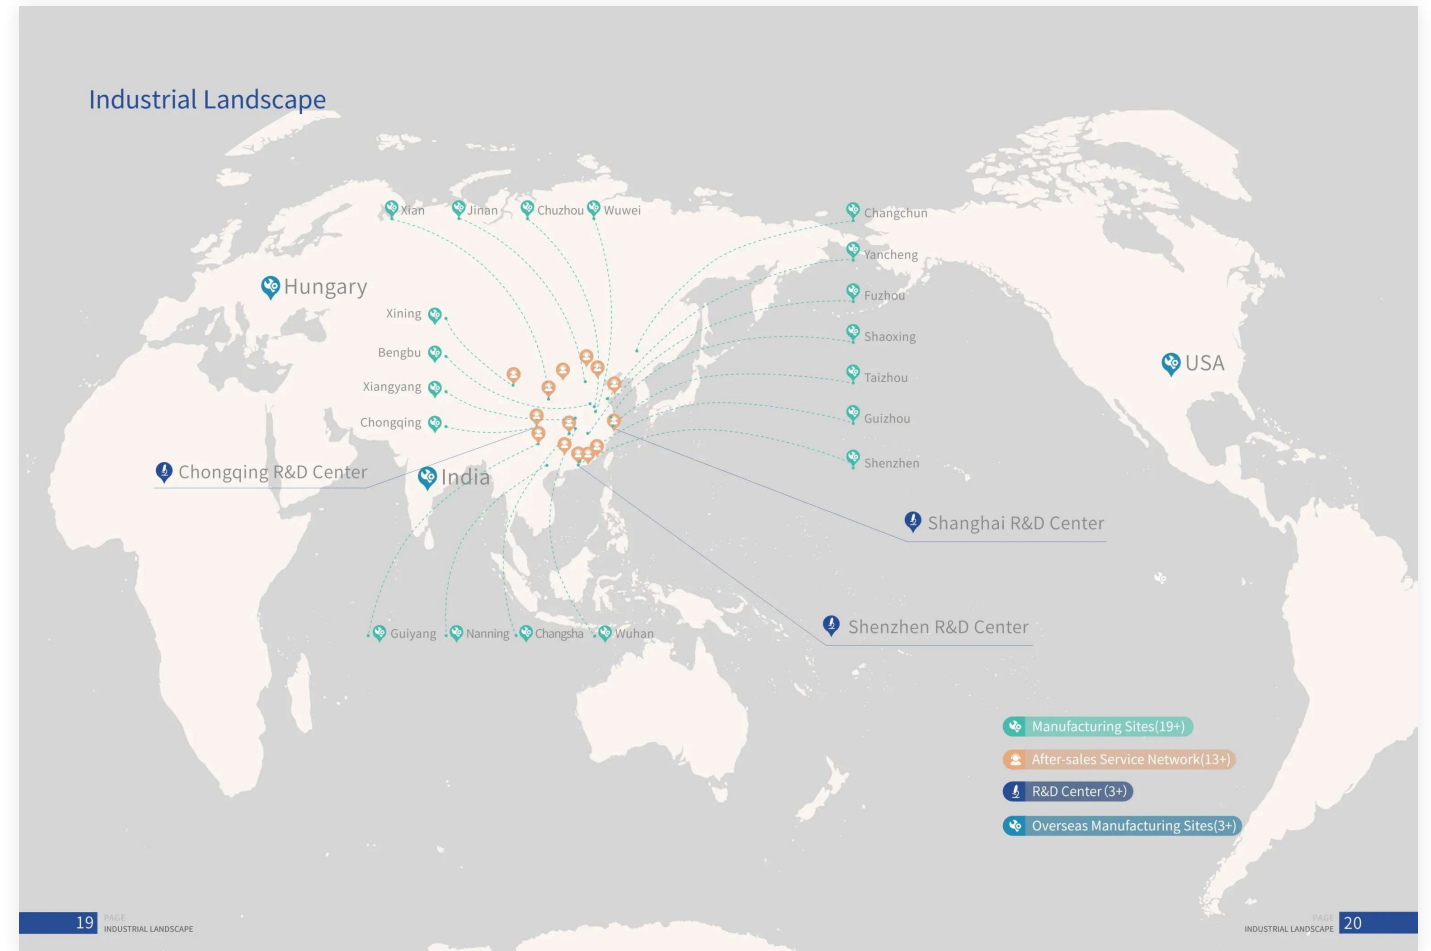 Industrial Landscape
Xian
Jinan
Chuzhou
Wuwei
Changchun
Yancheng
Hungary
Fuzhou
Xining
Shaoxing
Bengbu
USA
Taizhou
Xiangyang
Guizhou
Chongqing
Shenzhen
Chongqing R&D Center
India
Shanghai R&D Center
Shenzhen R&D Center
Guiyang
Nanning
Changsha
Wuhan
Manufacturing Sites(19+)
After-sales Service Network(13+)
R&D Center(3+)
Overseas Manufacturing Sites(3+)
19
PAGE
INDUSTRIAL LANDSCAPE
PAGE
INDUSTRIAL LANDSCAPE
20